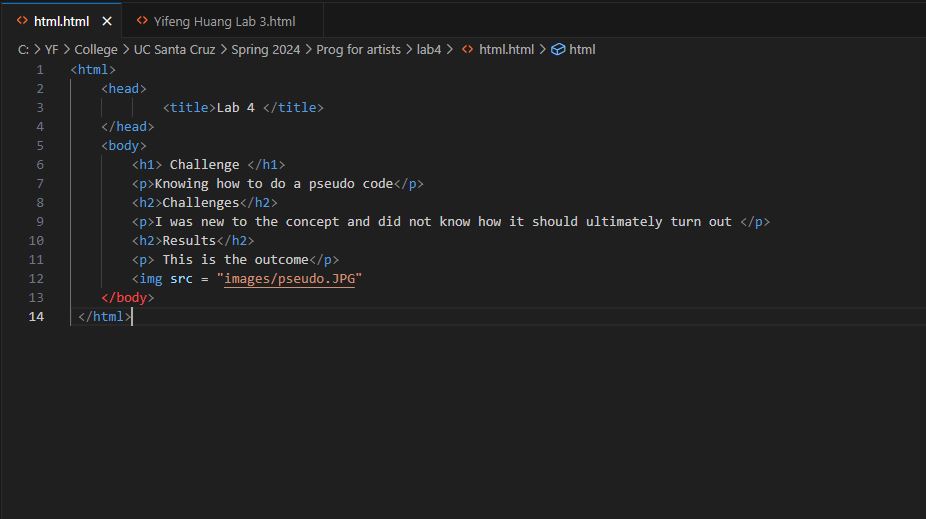 html.html Yifeng Huang Lab 3.html
C: > YF > College > UC Santa Cruz > Spring 2024 > Prog for artists > lab4 > html.html > html
1 <html>
2 <head>
3 <title>Lab 4 </title>
4 </head>
5 <body>
6 <h1> Challenge </h1>
7 <p>Knowing how to do a pseudo code</p>
8 <h2>Challenges</h2>
9 <p>I was new to the concept and did not know how it should ultimately turn out </p>
10 <h2>Results</h2>
11 <p> This is the outcome</p>
12 <img src = "images/pseudo.JPG"
13 </body>
14 </html>